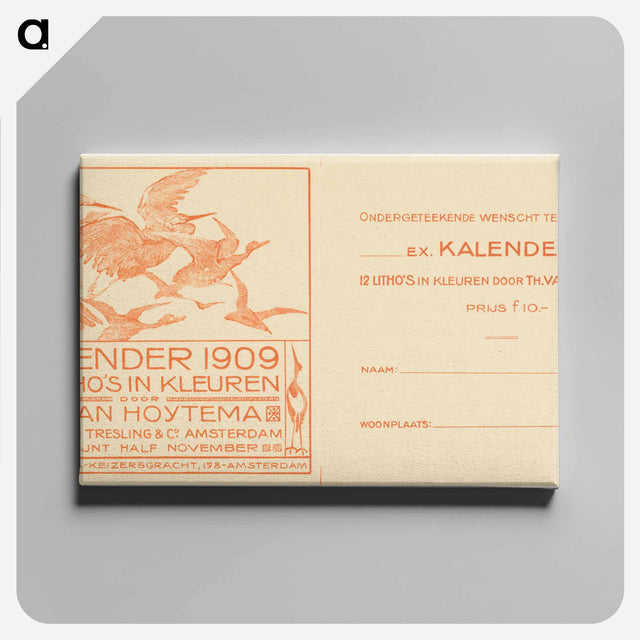 a.
ENDER 1909
HO'S IN KLEUREN
DOOR
AN HOYTEMA
TRESLING & Co. AMSTERDAM
JNT HALF NOVEMBER
-KEIZERSGRACHT, 198-AMSTERDAM
ONDERGETEEKENDE WENSCHT TE
EX. KALENDE
12 LITHO'S IN KLEUREN DOOR TH. VA
PRIJS f 10.-
NAAM:
WOONPLAATS: